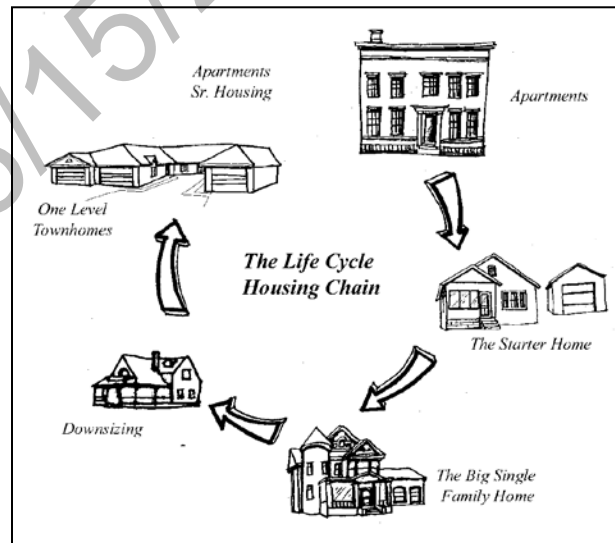 Apartments
Sr. Housing
Apartments
One Level
Townhomes
The Life Cycle
Housing Chain
The Starter Home
Downsizing
The Big Single
Family Home